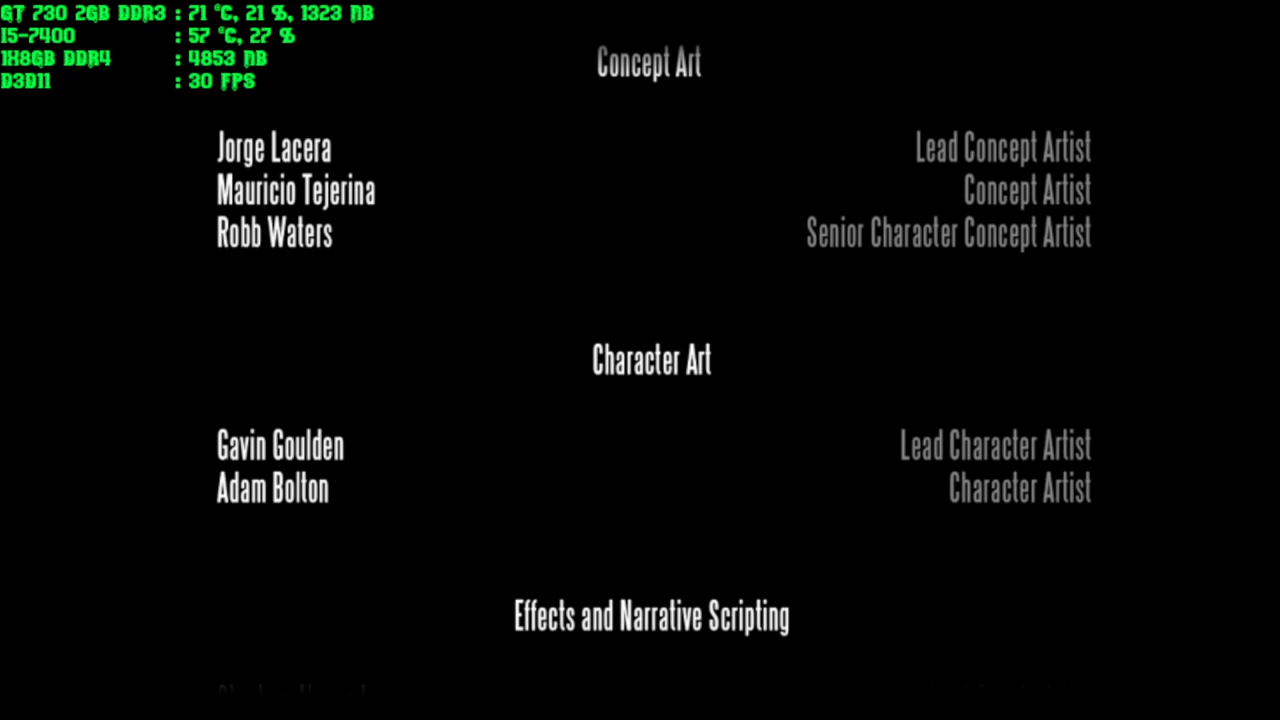 GT 730 2GB DDR3 : 71 °C, 21 %, 1323 MB
I5-7400 : 57 °C, 27 %
1X8GB DDR4 : 4853 MB
D3D11 : 30 FPS
Concept Art
Jorge Lacera Lead Concept Artist
Mauricio Tejerina Concept Artist
Robb Waters Senior Character Concept Artist
Character Art
Gavin Goulden Lead Character Artist
Adam Bolton Character Artist
Effects and Narrative Scripting